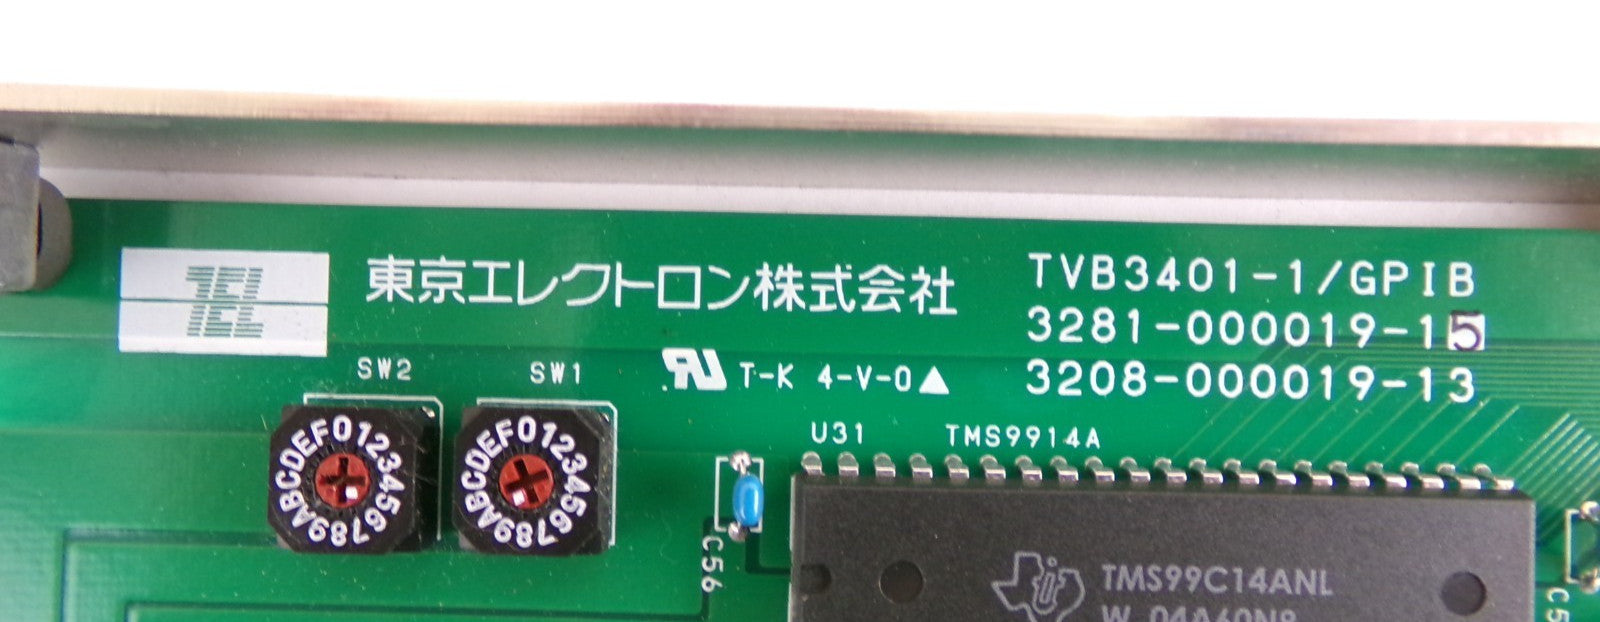 TEL 東京エレクトロン株式会社 TVB3401-1/GPIB
3281-000019-15
T-K 4-V-0▲ 3208-000019-13
SW2 SW1
U31 TMS9914A
0123456789ABCDEF 0123456789ABCDEF
C56
TMS99C14ANL